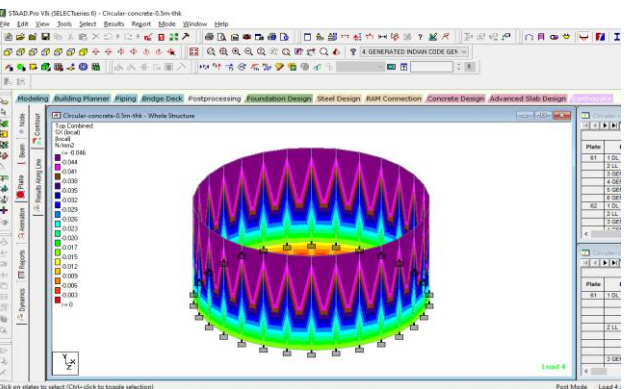 STAAD.Pro V8i (SELECTseries 6) - Circular-concrete-0.5m-thk
File Edit View Tools Select Results Report Mode Window Help
4: GENERATED INDIAN CODE GEN
Modeling Building Planner Piping Bridge Deck Postprocessing Foundation Design Steel Design RAM Connection Concrete Design Advanced Slab Design Earthquake
Circular-concrete-0.5m-thk - Whole Structure
Node
Beam
Plate
Animation
Reports
Dynamics
Contour
Results Along Line
Top Combined
SX (local)
(local)
N/mm2
<= -0.046
-0.044
-0.041
-0.038
-0.035
-0.032
-0.029
-0.026
-0.023
-0.020
-0.017
-0.015
-0.012
-0.009
-0.006
-0.003
>= 0
Y
X
Load 4
Plate
61 1 DL
2 LL
3 GEN
4 GEN
5 GEN
6 GEN
62 1 DL
2 LL
3 GEN
Plate
61 1 DL
2 LL
3 GEN
Click on plates to select (Ctrl+click to toggle selection)
Post Mode
Load 4